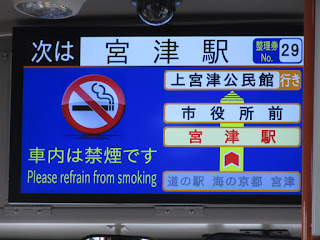 次は 宮津駅 整理券 No. 29
上宮津公民館 行き
市役所前
宮津駅
車内は禁煙です
Please refrain from smoking
道の駅 海の京都 宮津